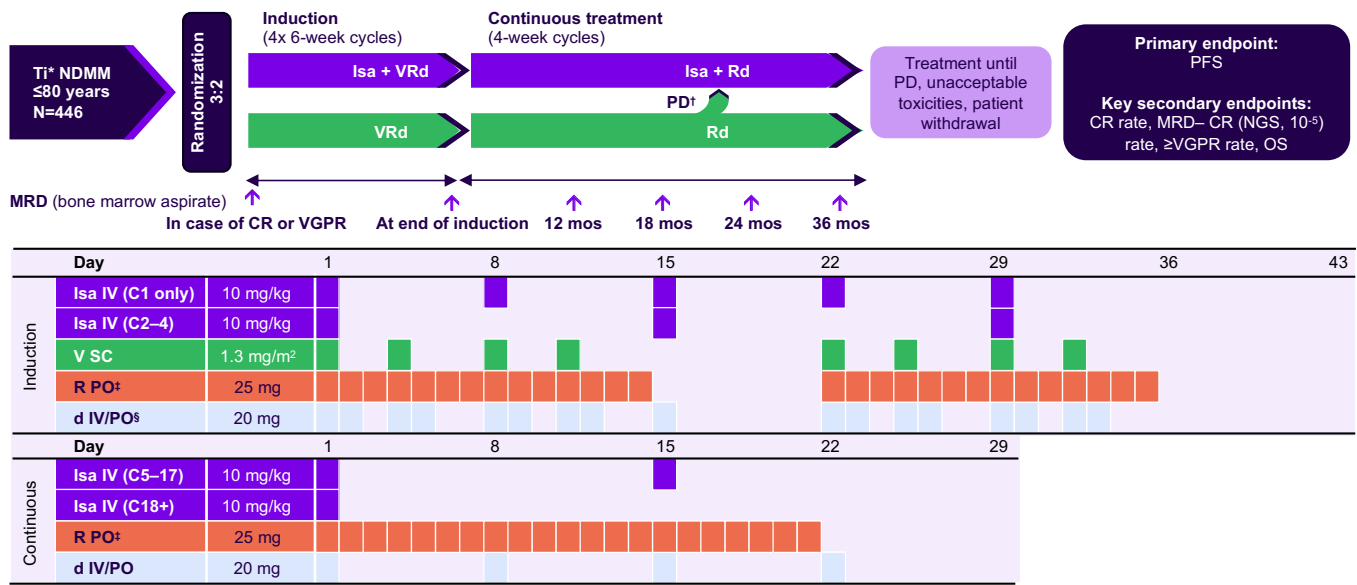 Induction
(4x 6-week cycles)
Continuous treatment
(4-week cycles)
Ti* NDMM
≤80 years
N=446
Randomization
3:2
Isa + VRd
Isa + Rd
PD†
VRd
Rd
Treatment until
PD, unacceptable
toxicities, patient
withdrawal
Primary endpoint:
PFS
Key secondary endpoints:
CR rate, MRD– CR (NGS, 10-5)
rate, ≥VGPR rate, OS
MRD (bone marrow aspirate)
In case of CR or VGPR
At end of induction
12 mos
18 mos
24 mos
36 mos
Day 1 8 15 22 29 36 43
Induction
Isa IV (C1 only) 10 mg/kg
Isa IV (C2–4) 10 mg/kg
V SC 1.3 mg/m2
R PO‡ 25 mg
d IV/PO§ 20 mg
Day 1 8 15 22 29
Continuous
Isa IV (C5–17) 10 mg/kg
Isa IV (C18+) 10 mg/kg
R PO‡ 25 mg
d IV/PO 20 mg